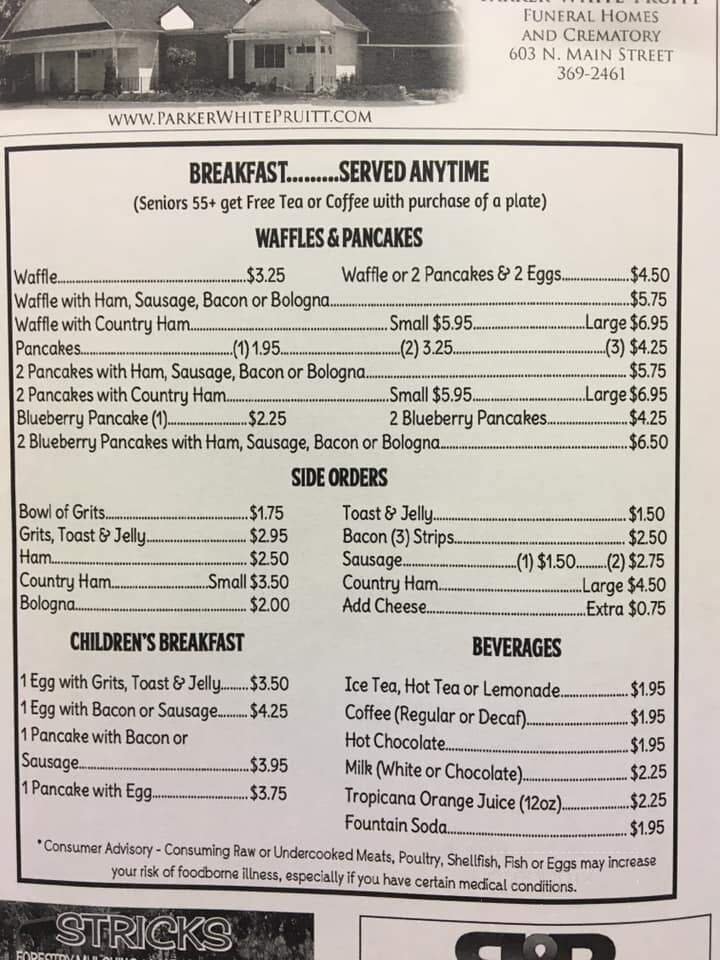 FUNERAL HOMES
AND CREMATORY
603 N. MAIN STREET
369-2461
WWW.PARKERWHITEPRUITT.COM
BREAKFAST.........SERVED ANYTIME
(Seniors 55+ get Free Tea or Coffee with purchase of a plate)
WAFFLES & PANCAKES
Waffle..........$3.25 Waffle or 2 Pancakes & 2 Eggs..........$4.50
Waffle with Ham, Sausage, Bacon or Bologna..........$5.75
Waffle with Country Ham..........Small $5.95..........Large $6.95
Pancakes..........(1) 1.95..........(2) 3.25..........(3) $4.25
2 Pancakes with Ham, Sausage, Bacon or Bologna..........$5.75
2 Pancakes with Country Ham..........Small $5.95..........Large $6.95
Blueberry Pancake (1)..........$2.25 2 Blueberry Pancakes..........$4.25
2 Blueberry Pancakes with Ham, Sausage, Bacon or Bologna..........$6.50
SIDE ORDERS
Bowl of Grits..........$1.75 Toast & Jelly..........$1.50
Grits, Toast & Jelly..........$2.95 Bacon (3) Strips..........$2.50
Ham..........$2.50 Sausage..........(1) $1.50.........(2) $2.75
Country Ham..........Small $3.50 Country Ham..........Large $4.50
Bologna..........$2.00 Add Cheese..........Extra $0.75
CHILDREN'S BREAKFAST
1 Egg with Grits, Toast & Jelly........$3.50
1 Egg with Bacon or Sausage.........$4.25
1 Pancake with Bacon or
Sausage..........$3.95
1 Pancake with Egg..........$3.75
BEVERAGES
Ice Tea, Hot Tea or Lemonade..........$1.95
Coffee (Regular or Decaf)..........$1.95
Hot Chocolate..........$1.95
Milk (White or Chocolate)..........$2.25
Tropicana Orange Juice (12oz)..........$2.25
Fountain Soda..........$1.95
*Consumer Advisory - Consuming Raw or Undercooked Meats, Poultry, Shellfish, Fish or Eggs may increase
your risk of foodborne illness, especially if you have certain medical conditions.
STRICKS